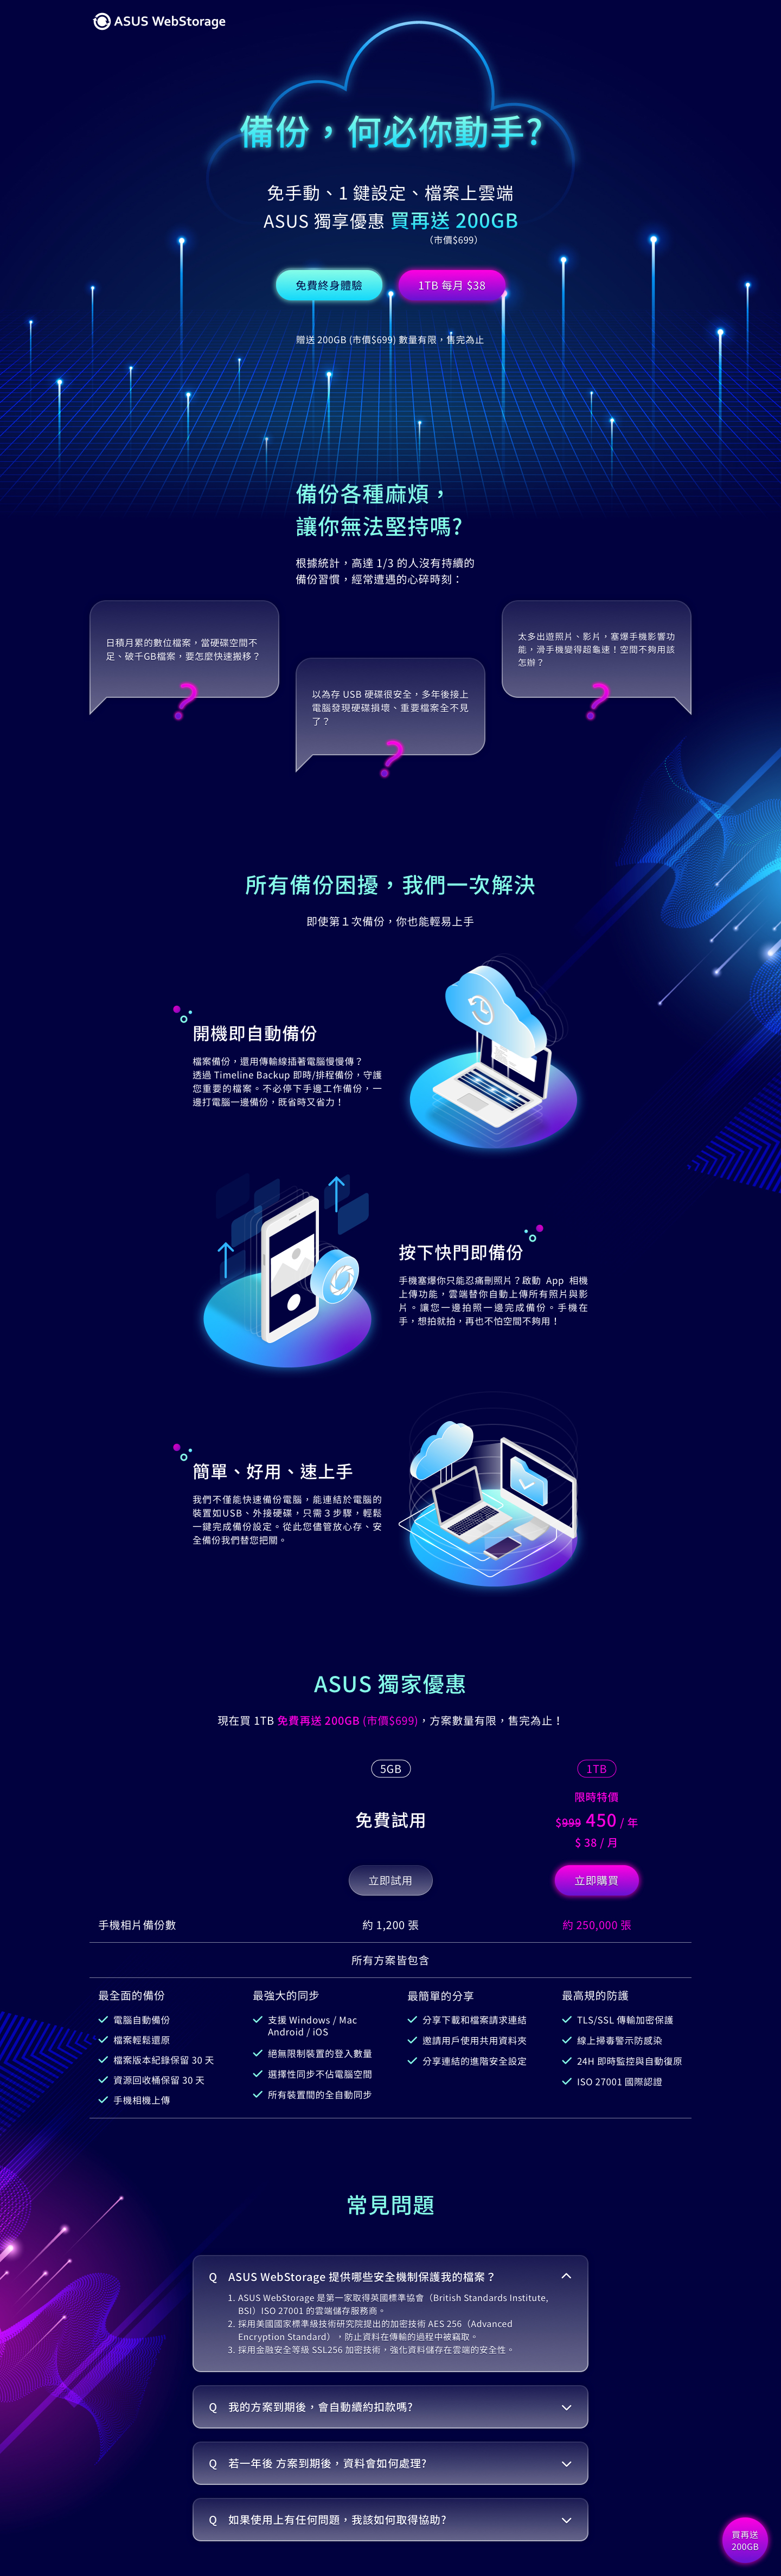 ASUS WebStorage
備份，何必你動手?
免手動、1 鍵設定、檔案上雲端
ASUS 獨享優惠 買再送 200GB
（市價$699）
免費終身體驗
1TB 每月 $38
贈送 200GB (市價$699) 數量有限，售完為止
備份各種麻煩，
讓你無法堅持嗎?
根據統計，高達 1/3 的人沒有持續的
備份習慣，經常遭遇的心碎時刻：
日積月累的數位檔案，當硬碟空間不
足、破千GB檔案，要怎麼快速搬移？
?
以為存 USB 硬碟很安全，多年後接上
電腦發現硬碟損壞、重要檔案全不見
了？
?
太多出遊照片、影片，塞爆手機影響功
能，滑手機變得超龜速！空間不夠用該
怎辦？
?
所有備份困擾，我們一次解決
即使第 1 次備份，你也能輕易上手
開機即自動備份
檔案備份，還用傳輸線插著電腦慢慢傳？
透過 Timeline Backup 即時/排程備份，守護
您重要的檔案。不必停下手邊工作備份，一
邊打電腦一邊備份，既省時又省力！
按下快門即備份
手機塞爆你只能忍痛刪照片？啟動 App 相機
上傳功能，雲端替你自動上傳所有照片與影
片。讓您一邊拍照一邊完成備份。手機在
手，想拍就拍，再也不怕空間不夠用！
簡單、好用、速上手
我們不僅能快速備份電腦，能連結於電腦的
裝置如USB、外接硬碟，只需３步驟，輕鬆
一鍵完成備份設定。從此您儘管放心存、安
全備份我們替您把關。
ASUS 獨家優惠
現在買 1TB 免費再送 200GB (市價$699)，方案數量有限，售完為止！
5GB
免費試用
立即試用
1TB
限時特價
$999 450 / 年
$ 38 / 月
立即購買
手機相片備份數
約 1,200 張
約 250,000 張
所有方案皆包含
最全面的備份
電腦自動備份
檔案輕鬆還原
檔案版本紀錄保留 30 天
資源回收桶保留 30 天
手機相機上傳
最強大的同步
支援 Windows / Mac
Android / iOS
絕無限制裝置的登入數量
選擇性同步不佔電腦空間
所有裝置間的全自動同步
最簡單的分享
分享下載和檔案請求連結
邀請用戶使用共用資料夾
分享連結的進階安全設定
最高規的防護
TLS/SSL 傳輸加密保護
線上掃毒警示防感染
24H 即時監控與自動復原
ISO 27001 國際認證
常見問題
Q ASUS WebStorage 提供哪些安全機制保護我的檔案？
1. ASUS WebStorage 是第一家取得英國標準協會（British Standards Institute,
BSI）ISO 27001 的雲端儲存服務商。
2. 採用美國國家標準級技術研究院提出的加密技術 AES 256（Advanced
Encryption Standard），防止資料在傳輸的過程中被竊取。
3. 採用金融安全等級 SSL256 加密技術，強化資料儲存在雲端的安全性。
Q 我的方案到期後，會自動續約扣款嗎?
Q 若一年後 方案到期後，資料會如何處理?
Q 如果使用上有任何問題，我該如何取得協助?
買再送
200GB